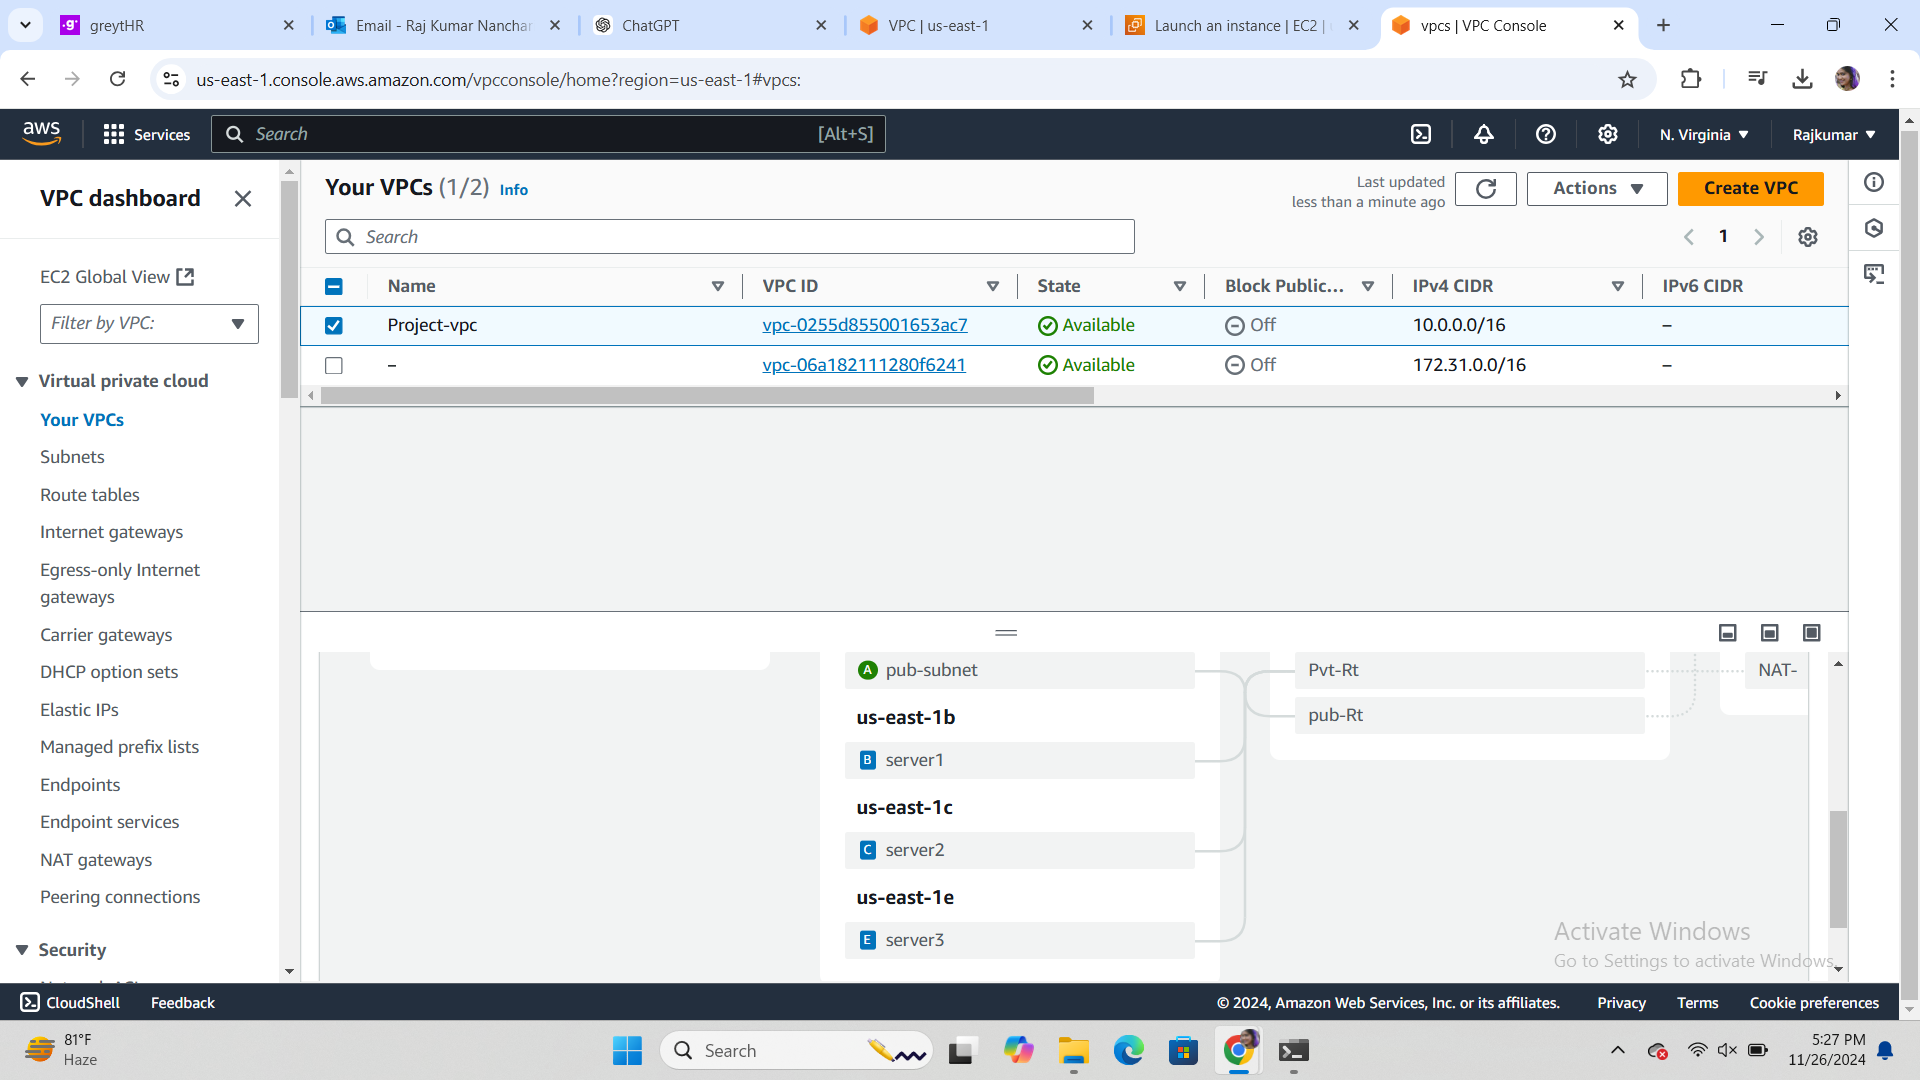 greytHR
Email - Raj Kumar Nanchar
ChatGPT
VPC | us-east-1
Launch an instance | EC2 |
vpcs | VPC Console
us-east-1.console.aws.amazon.com/vpcconsole/home?region=us-east-1#vpcs:
aws
Services
Search
[Alt+S]
N. Virginia
Rajkumar
VPC dashboard
EC2 Global View
Filter by VPC:
Virtual private cloud
Your VPCs
Subnets
Route tables
Internet gateways
Egress-only Internet
gateways
Carrier gateways
DHCP option sets
Elastic IPs
Managed prefix lists
Endpoints
Endpoint services
NAT gateways
Peering connections
Security
Your VPCs (1/2) Info
Last updated
less than a minute ago
Actions
Create VPC
Search
1
Name VPC ID State Block Public... IPv4 CIDR IPv6 CIDR
Project-vpc vpc-0255d855001653ac7 Available Off 10.0.0.0/16 –
– vpc-06a182111280f6241 Available Off 172.31.0.0/16 –
A pub-subnet
us-east-1b
B server1
us-east-1c
C server2
us-east-1e
E server3
Pvt-Rt
pub-Rt
NAT-
Activate Windows
Go to Settings to activate Windows.
CloudShell
Feedback
© 2024, Amazon Web Services, Inc. or its affiliates.
Privacy
Terms
Cookie preferences
81°F
Haze
Search
5:27 PM
11/26/2024